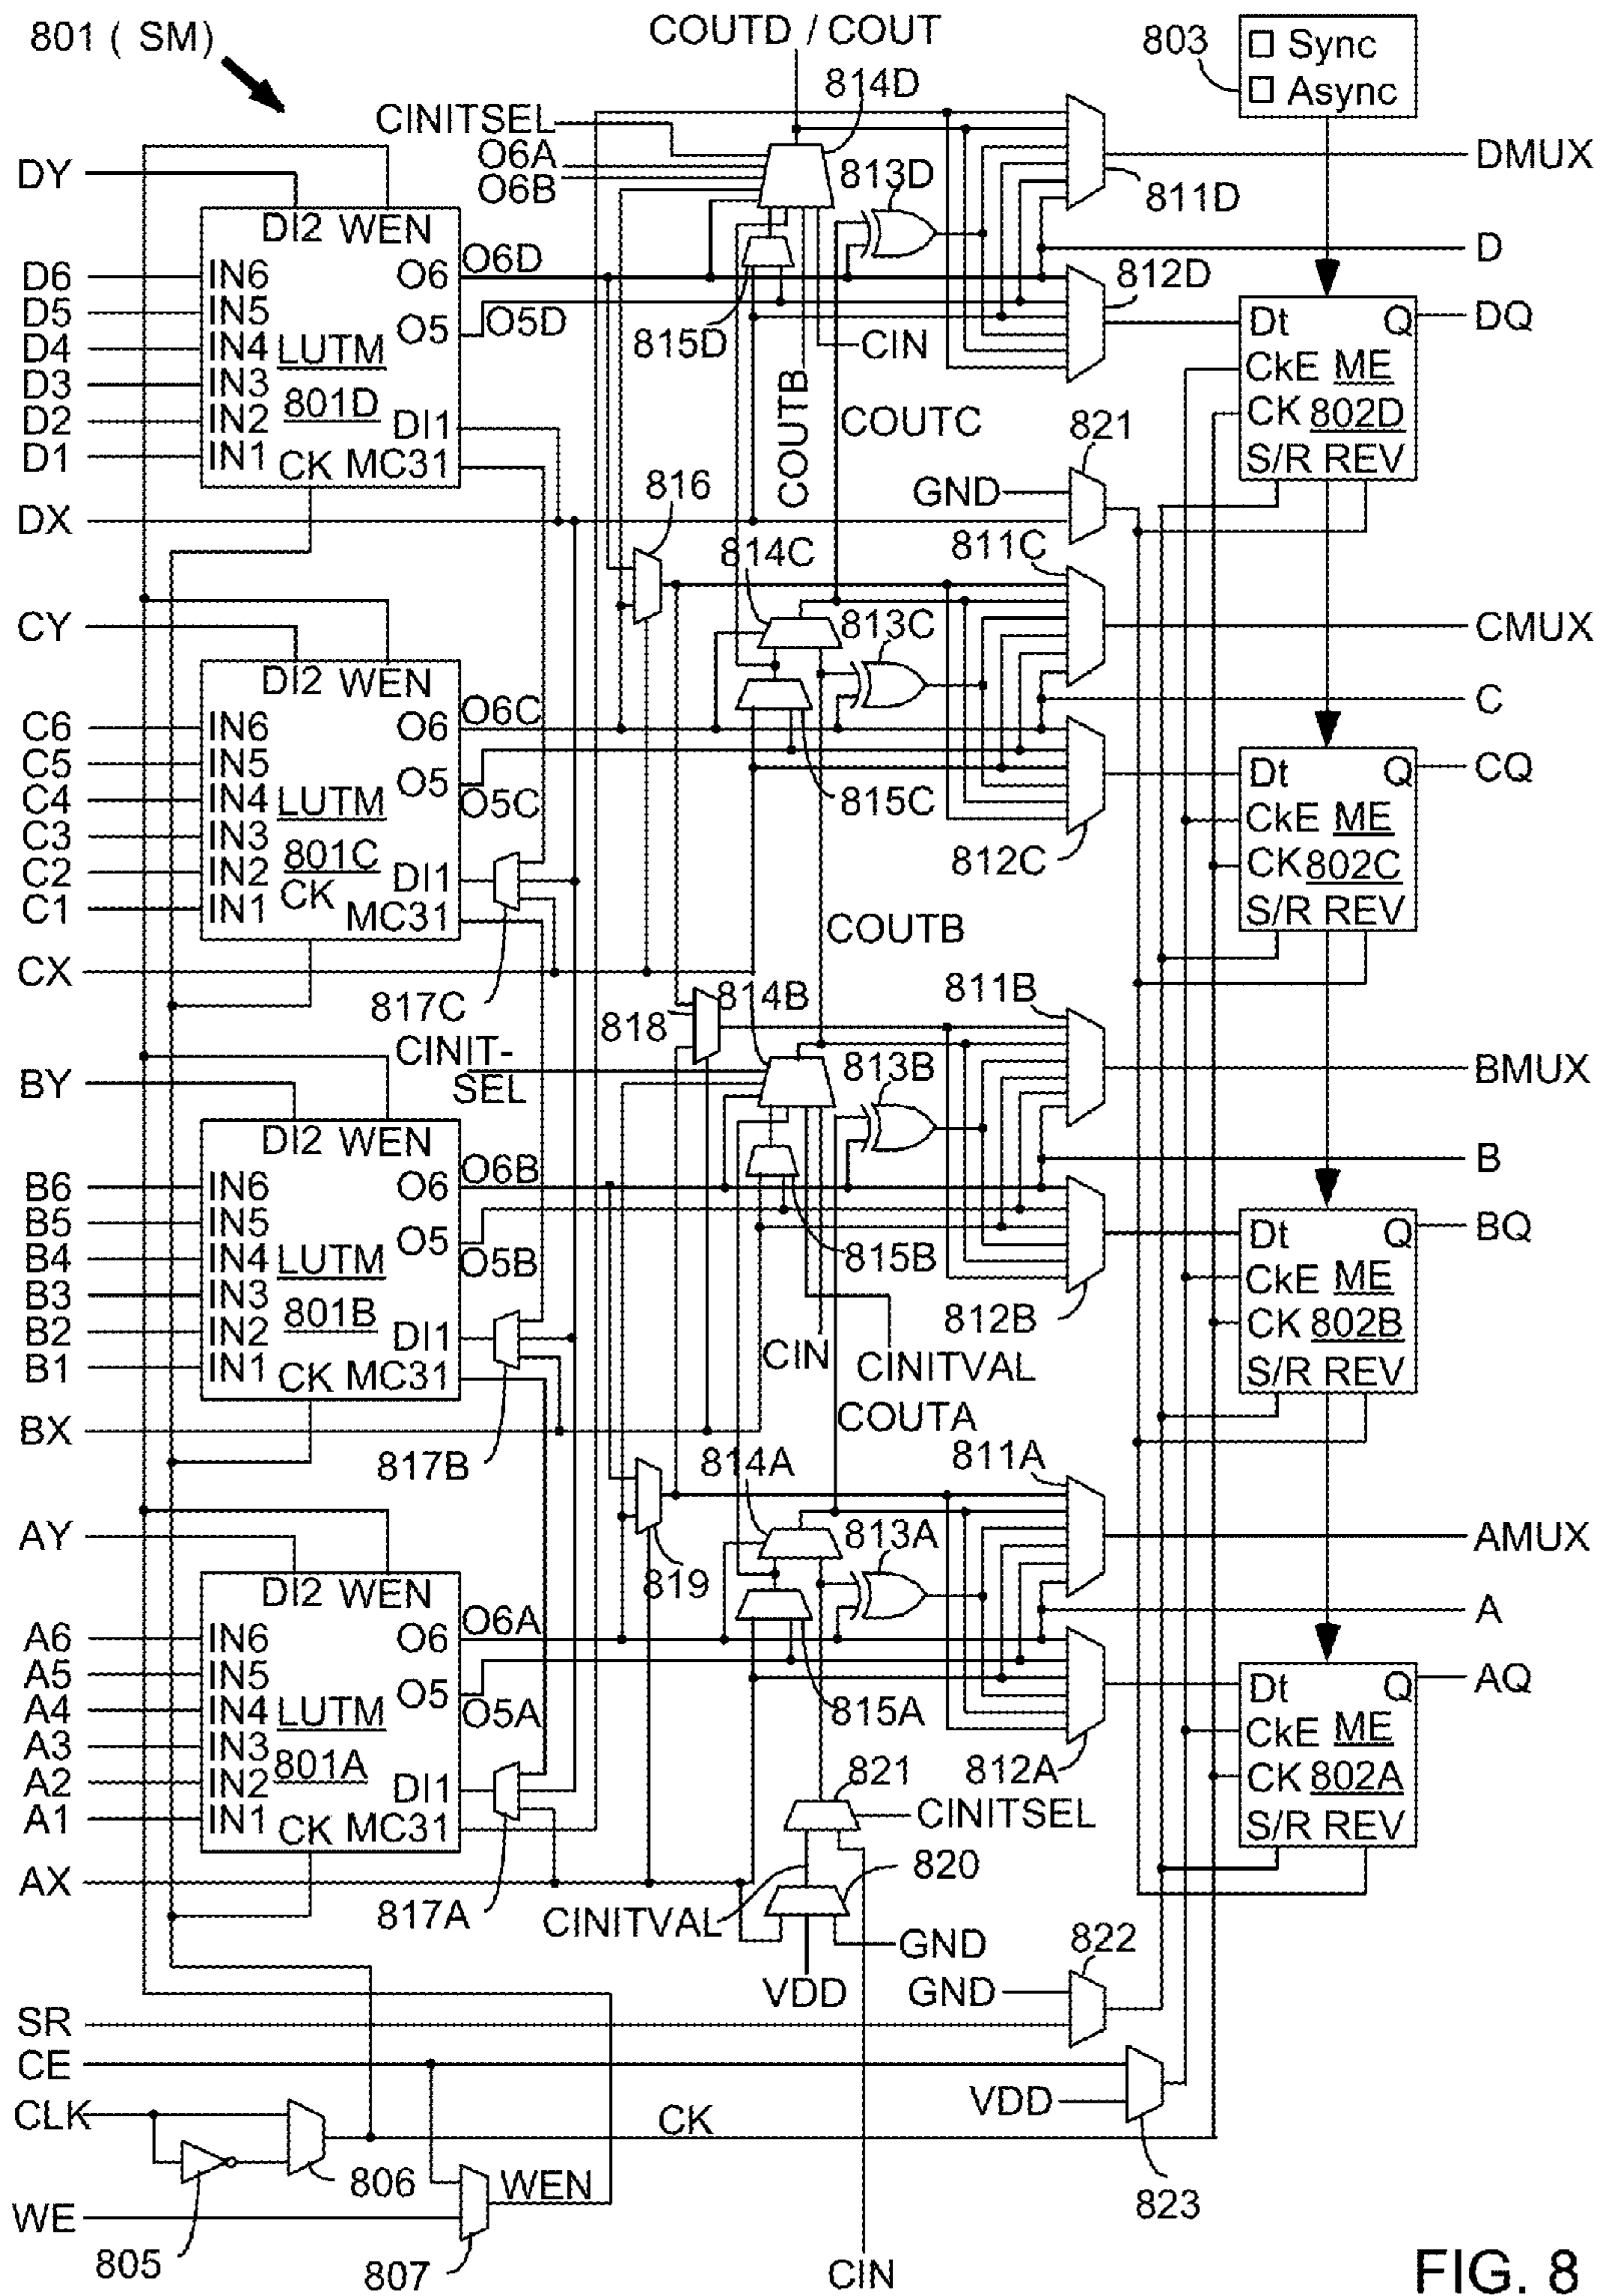 801 ( SM)
COUTD / COUT
803
Sync
Async
814D
CINITSEL
O6A
O6B
813D
DMUX
811D
DY
DI2 WEN
O6D
D
D6
IN6
O6
812D
D5
IN5
O5
O5D
Dt
Q
DQ
D4
IN4
LUTM
815D
CIN
CkE
ME
D3
IN3
801D
CK
802D
D2
IN2
DI1
COUTB
COUTC
821
S/R REV
D1
IN1
CK MC31
816
GND
DX
814C
811C
CY
813C
CMUX
DI2 WEN
O6C
C
C6
IN6
O6
C5
IN5
O5
Dt
Q
CQ
C4
IN4
LUTM
O5C
815C
CkE
ME
C3
IN3
801C
812C
CK
802C
C2
IN2
CK
DI1
S/R REV
C1
IN1
MC31
COUTB
CX
817C
818
814B
811B
CINIT-
SEL
813B
BMUX
BY
DI2 WEN
O6B
B
B6
IN6
O6
B5
IN5
O5
Dt
Q
BQ
B4
IN4
LUTM
O5B
815B
CkE
ME
B3
IN3
801B
812B
CK
802B
B2
IN2
DI1
CIN
CINITVAL
S/R REV
B1
IN1
CK MC31
COUTA
BX
817B
814A
811A
AY
813A
AMUX
819
DI2 WEN
O6A
A
A6
IN6
O6
A5
IN5
O5
Dt
Q
AQ
A4
IN4
LUTM
O5A
815A
CkE
ME
A3
IN3
801A
812A
A2
IN2
DI1
821
CK
802A
A1
IN1
CK MC31
CINITSEL
S/R REV
AX
820
817A
CINITVAL
GND
822
VDD
GND
SR
CE
VDD
CLK
CK
806
WEN
823
WE
805
807
CIN
FIG. 8